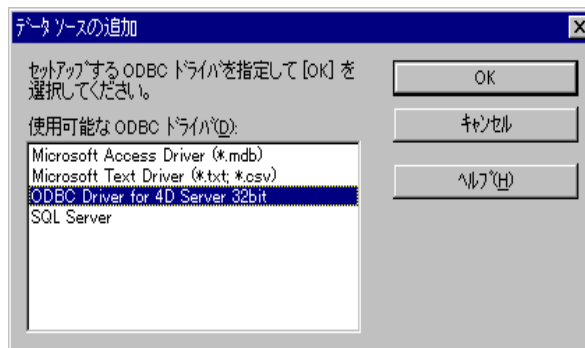 データ ソースの追加
セットアップする ODBC ドライバを指定して [OK] を
選択してください。
使用可能な ODBC ドライバ(D):
Microsoft Access Driver (*.mdb)
Microsoft Text Driver (*.txt; *.csv)
ODBC Driver for 4D Server 32bit
SQL Server
OK
キャンセル
ヘルプ(H)